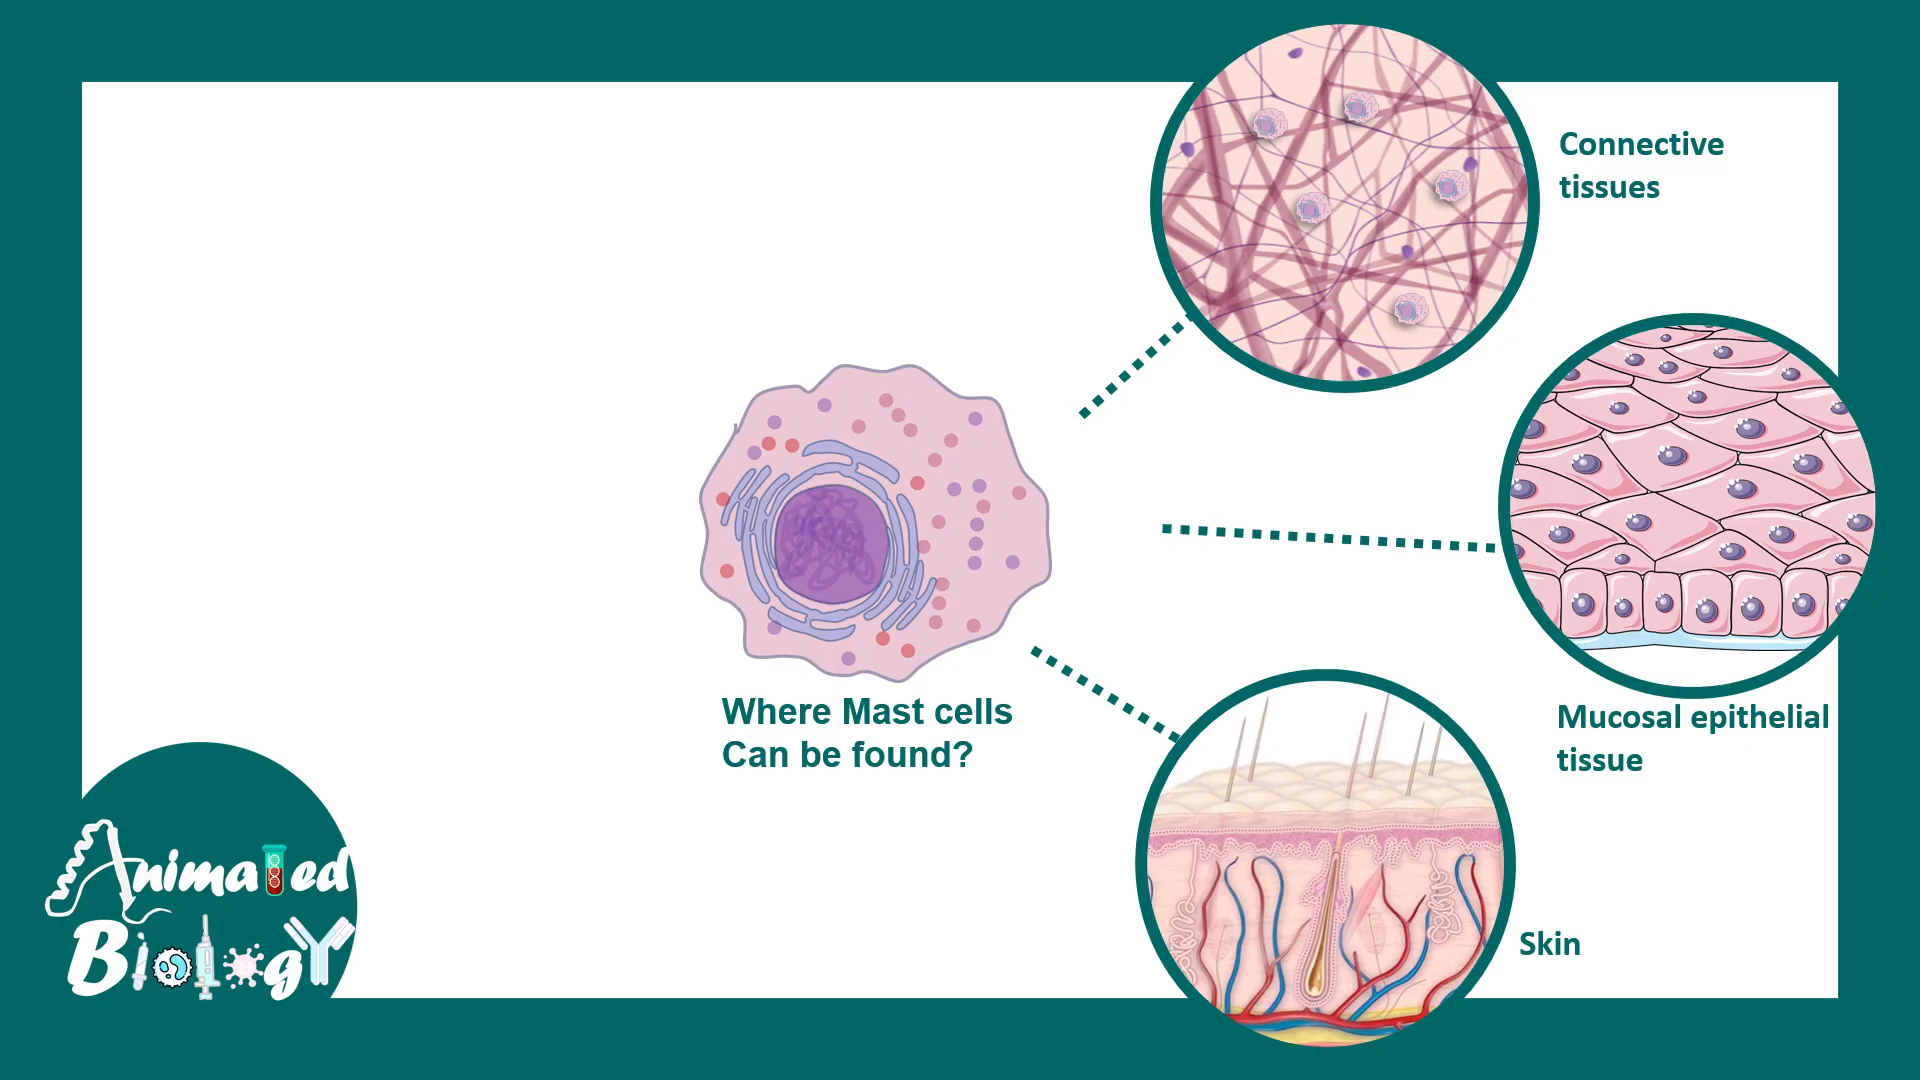 Connective
tissues
Where Mast cells
Can be found?
Mucosal epithelial
tissue
Skin
Animated
Biology